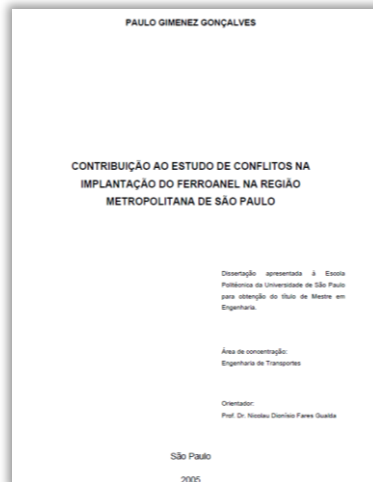 PAULO GIMENEZ GONÇALVES
CONTRIBUIÇÃO AO ESTUDO DE CONFLITOS NA
IMPLANTAÇÃO DO FERROANEL NA REGIÃO
METROPOLITANA DE SÃO PAULO
Dissertação apresentada à Escola
Politécnica da Universidade de São Paulo
para obtenção do título de Mestre em
Engenharia.
Área de concentração:
Engenharia de Transportes
Orientador:
Prof. Dr. Nicolau Dionísio Fares Gualda
São Paulo
2005